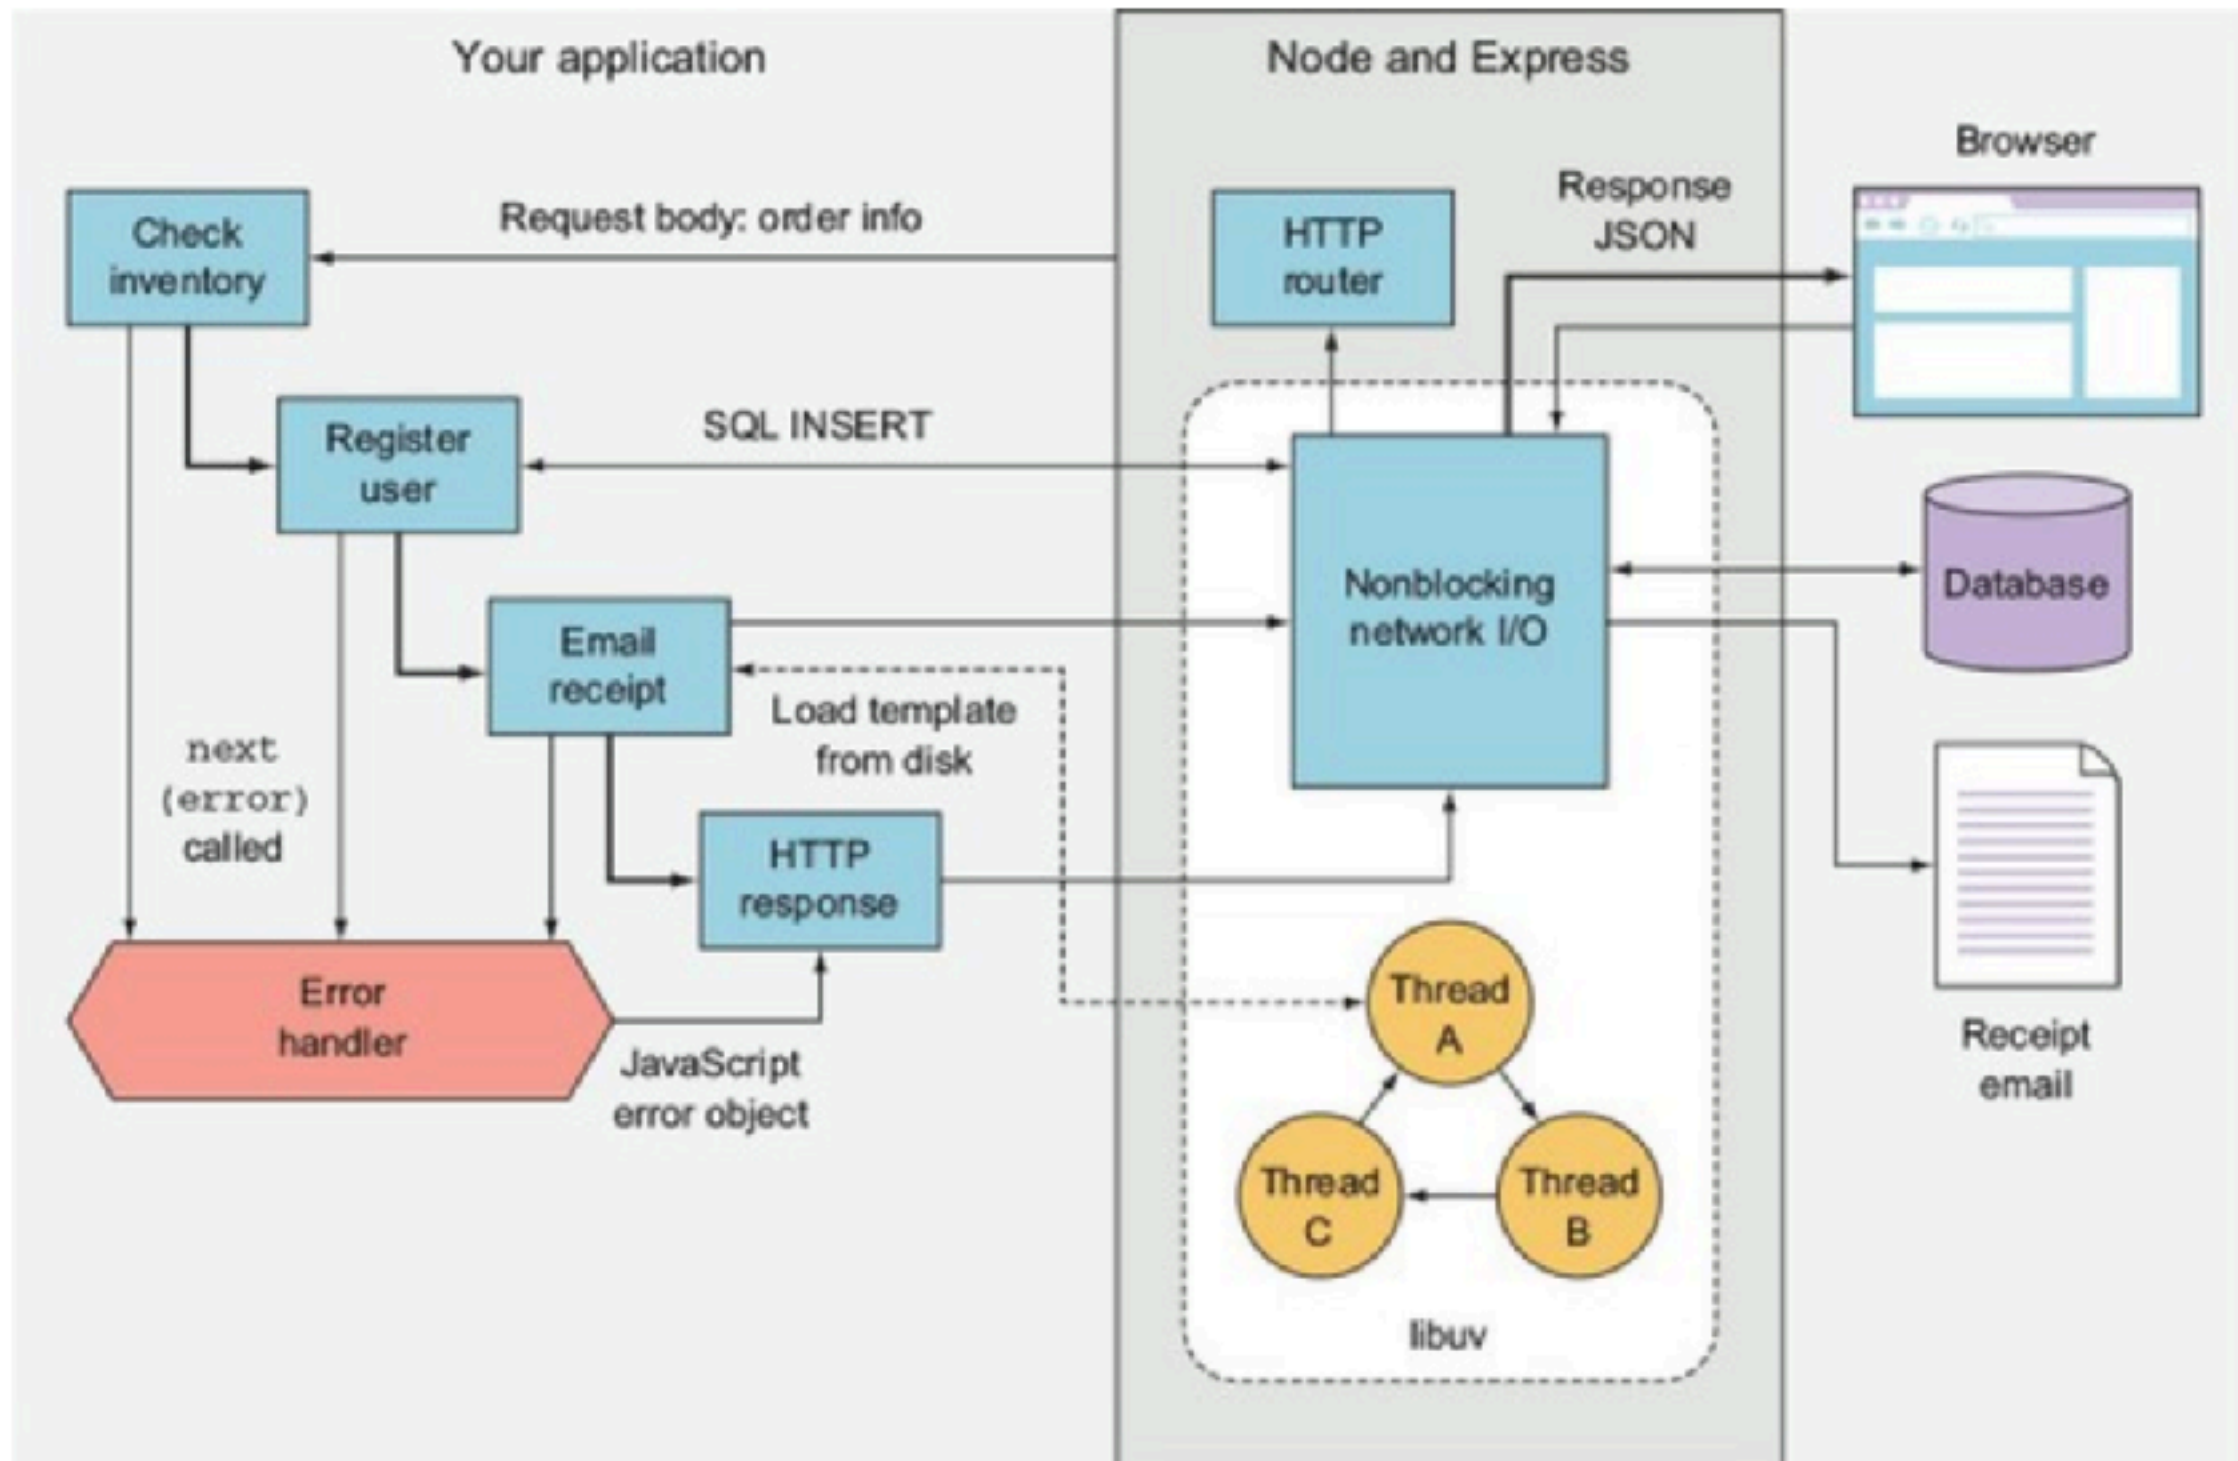 Your application
Node and Express
Browser
Check
inventory
Request body: order info
HTTP
router
Response
JSON
Register
user
SQL INSERT
Nonblocking
network I/O
Database
Email
receipt
Load template
from disk
next
(error)
called
HTTP
response
Error
handler
JavaScript
error object
Thread
A
Thread
C
Thread
B
libuv
Receipt
email